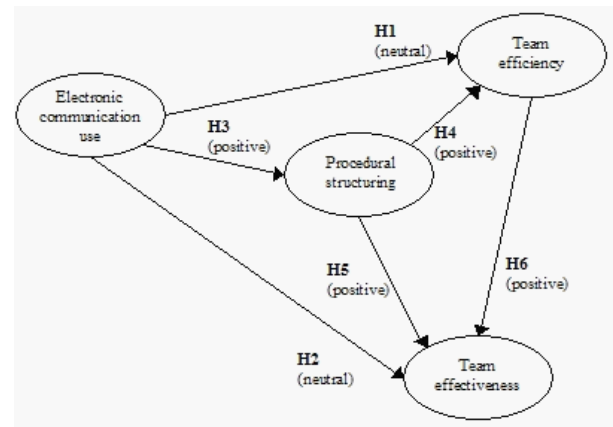 H1
(neutral)
Team
efficiency
Electronic
communication
use
H3
(positive)
H4
(positive)
Procedural
structuring
H5
(positive)
H6
(positive)
H2
(neutral)
Team
effectiveness